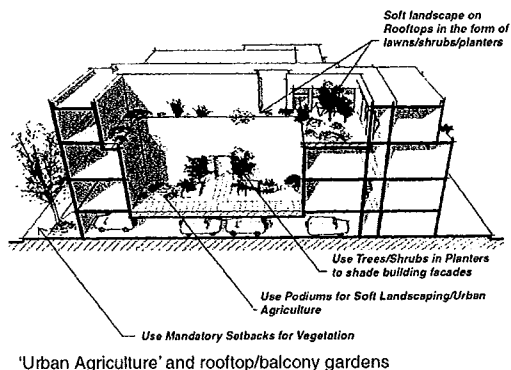 Soft landscape on
Rooftops in the form of
lawns/shrubs/planters
Use Trees/Shrubs in Planters
to shade building facades
Use Podiums for Soft Landscaping/Urban
Agriculture
Use Mandatory Setbacks for Vegetation
'Urban Agriculture' and rooftop/balcony gardens